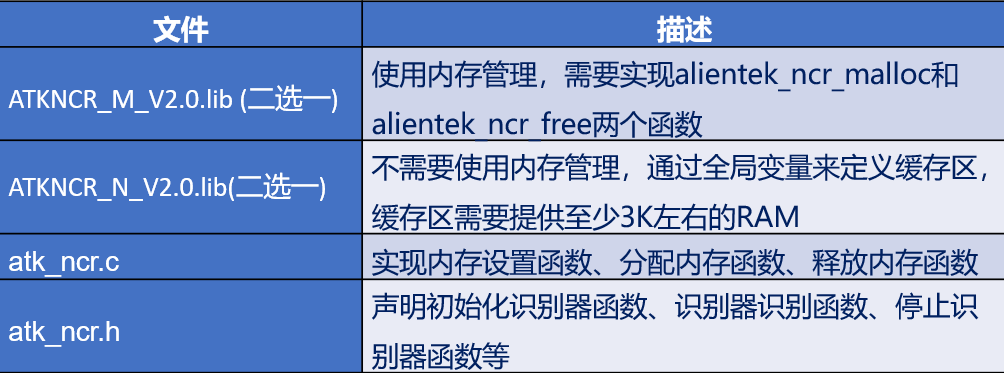 文件
描述
ATKNCR_M_V2.0.lib (二选一)
使用内存管理，需要实现alientek_ncr_malloc和
alientek_ncr_free两个函数
ATKNCR_N_V2.0.lib(二选一)
不需要使用内存管理，通过全局变量来定义缓存区，
缓存区需要提供至少3K左右的RAM
atk_ncr.c
实现内存设置函数、分配内存函数、释放内存函数
atk_ncr.h
声明初始化识别器函数、识别器识别函数、停止识
别器函数等